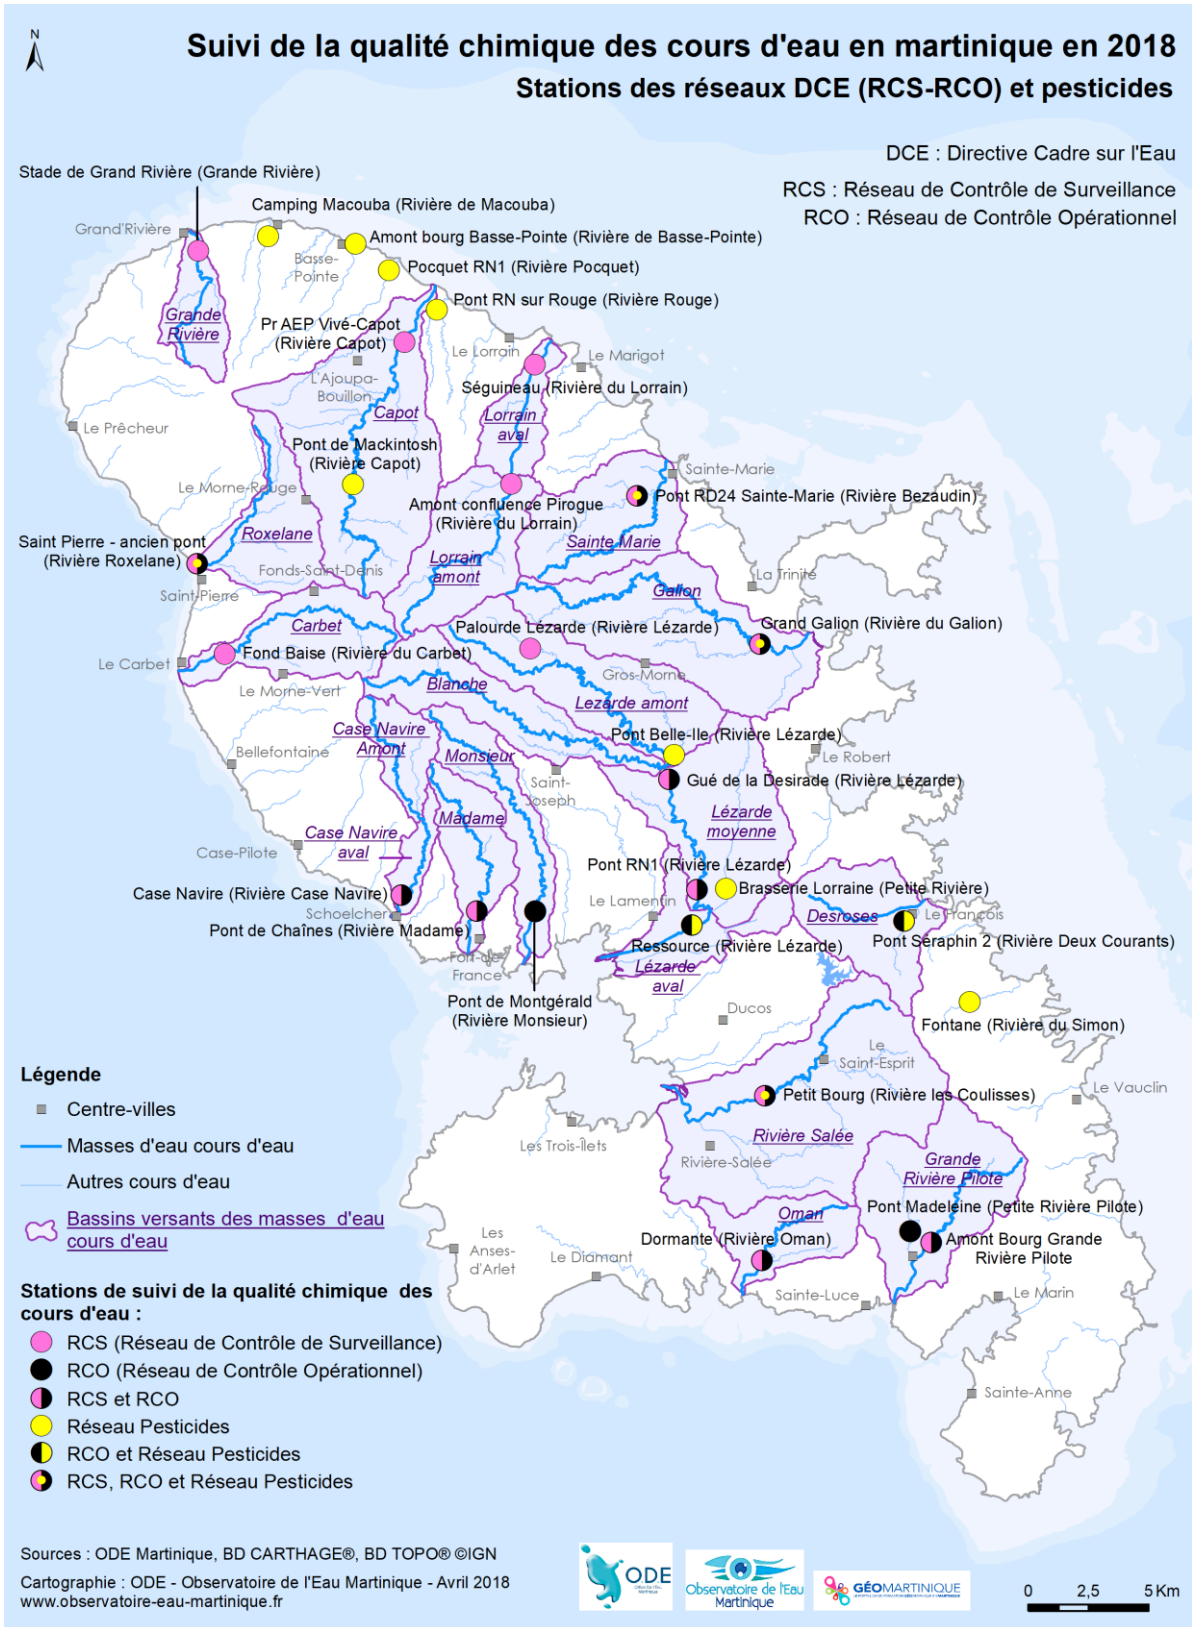 N
Suivi de la qualité chimique des cours d'eau en martinique en 2018
Stations des réseaux DCE (RCS-RCO) et pesticides
DCE : Directive Cadre sur l'Eau
RCS : Réseau de Contrôle de Surveillance
RCO : Réseau de Contrôle Opérationnel
Stade de Grand Rivière (Grande Rivière)
Camping Macouba (Rivière de Macouba)
Grand'Rivière
Amont bourg Basse-Pointe (Rivière de Basse-Pointe)
Basse-
Pointe
Pocquet RN1 (Rivière Pocquet)
Pont RN sur Rouge (Rivière Rouge)
Grande
Rivière
Pr AEP Vivé-Capot
(Rivière Capot)
Le Lorrain
Le Marigot
L'Ajoupa-
Bouillon
Séguineau (Rivière du Lorrain)
Capot
Lorrain
aval
Le Prêcheur
Pont de Mackintosh
(Rivière Capot)
Sainte-Marie
Le Morne-Rouge
Pont RD24 Sainte-Marie (Rivière Bezaudin)
Amont confluence Pirogue
(Rivière du Lorrain)
Roxelane
Sainte Marie
Saint Pierre - ancien pont
(Rivière Roxelane)
Lorrain
amont
Fonds-Saint-Denis
La Trinité
Saint-Pierre
Gallon
Carbet
Palourde Lézarde (Rivière Lézarde)
Grand Galion (Rivière du Galion)
Le Carbet
Fond Baise (Rivière du Carbet)
Gros-Morne
Le Morne-Vert
Blanche
Lezárde amont
Case Navire
Amont
Pont Belle-Ile (Rivière Lézarde)
Bellefontaine
Monsieur
Le Robert
Saint-
Joseph
Gué de la Desirade (Rivière Lézarde)
Madame
Lézarde
moyenne
Case Navire
aval
Case-Pilote
Pont RN1 (Rivière Lézarde)
Case Navire (Rivière Case Navire)
Brasserie Lorraine (Petite Rivière)
Le Lamentin
Schoelcher
Desroses
Le François
Pont de Chaînes (Rivière Madame)
Ressource (Rivière Lézarde)
Pont Séraphin 2 (Rivière Deux Courants)
Fort-de-
France
Lézarde
aval
Pont de Montgérald
(Rivière Monsieur)
Ducos
Fontane (Rivière du Simon)
Le
Saint-Esprit
Le Vauclin
Petit Bourg (Rivière les Coulisses)
Les Trois-Îlets
Rivière Salée
Rivière-Salée
Grande
Rivière Pilote
Pont Madeleine (Petite Rivière Pilote)
Oman
Dormante (Rivière Oman)
Amont Bourg Grande
Rivière Pilote
Les
Anses-
d'Arlet
Le Diamant
Sainte-Luce
Le Marin
Sainte-Anne
Légende
Centre-villes
Masses d'eau cours d'eau
Autres cours d'eau
Bassins versants des masses d'eau
cours d'eau
Stations de suivi de la qualité chimique des
cours d'eau :
RCS (Réseau de Contrôle de Surveillance)
RCO (Réseau de Contrôle Opérationnel)
RCS et RCO
Réseau Pesticides
RCO et Réseau Pesticides
RCS, RCO et Réseau Pesticides
Sources : ODE Martinique, BD CARTHAGE®, BD TOPO® ©IGN
Cartographie : ODE - Observatoire de l'Eau Martinique - Avril 2018
www.observatoire-eau-martinique.fr
ODE
Observatoire de l'Eau
Martinique
GÉOMARTINIQUE
0 2,5 5 Km